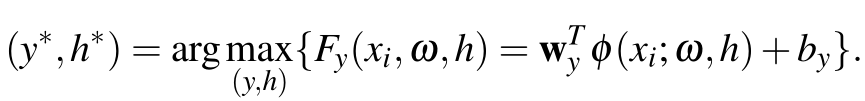 (y*, h*) = arg max_{(y,h)} {F_y(x_i, ω, h) = w_y^T ϕ(x_i; ω, h) + b_y}.